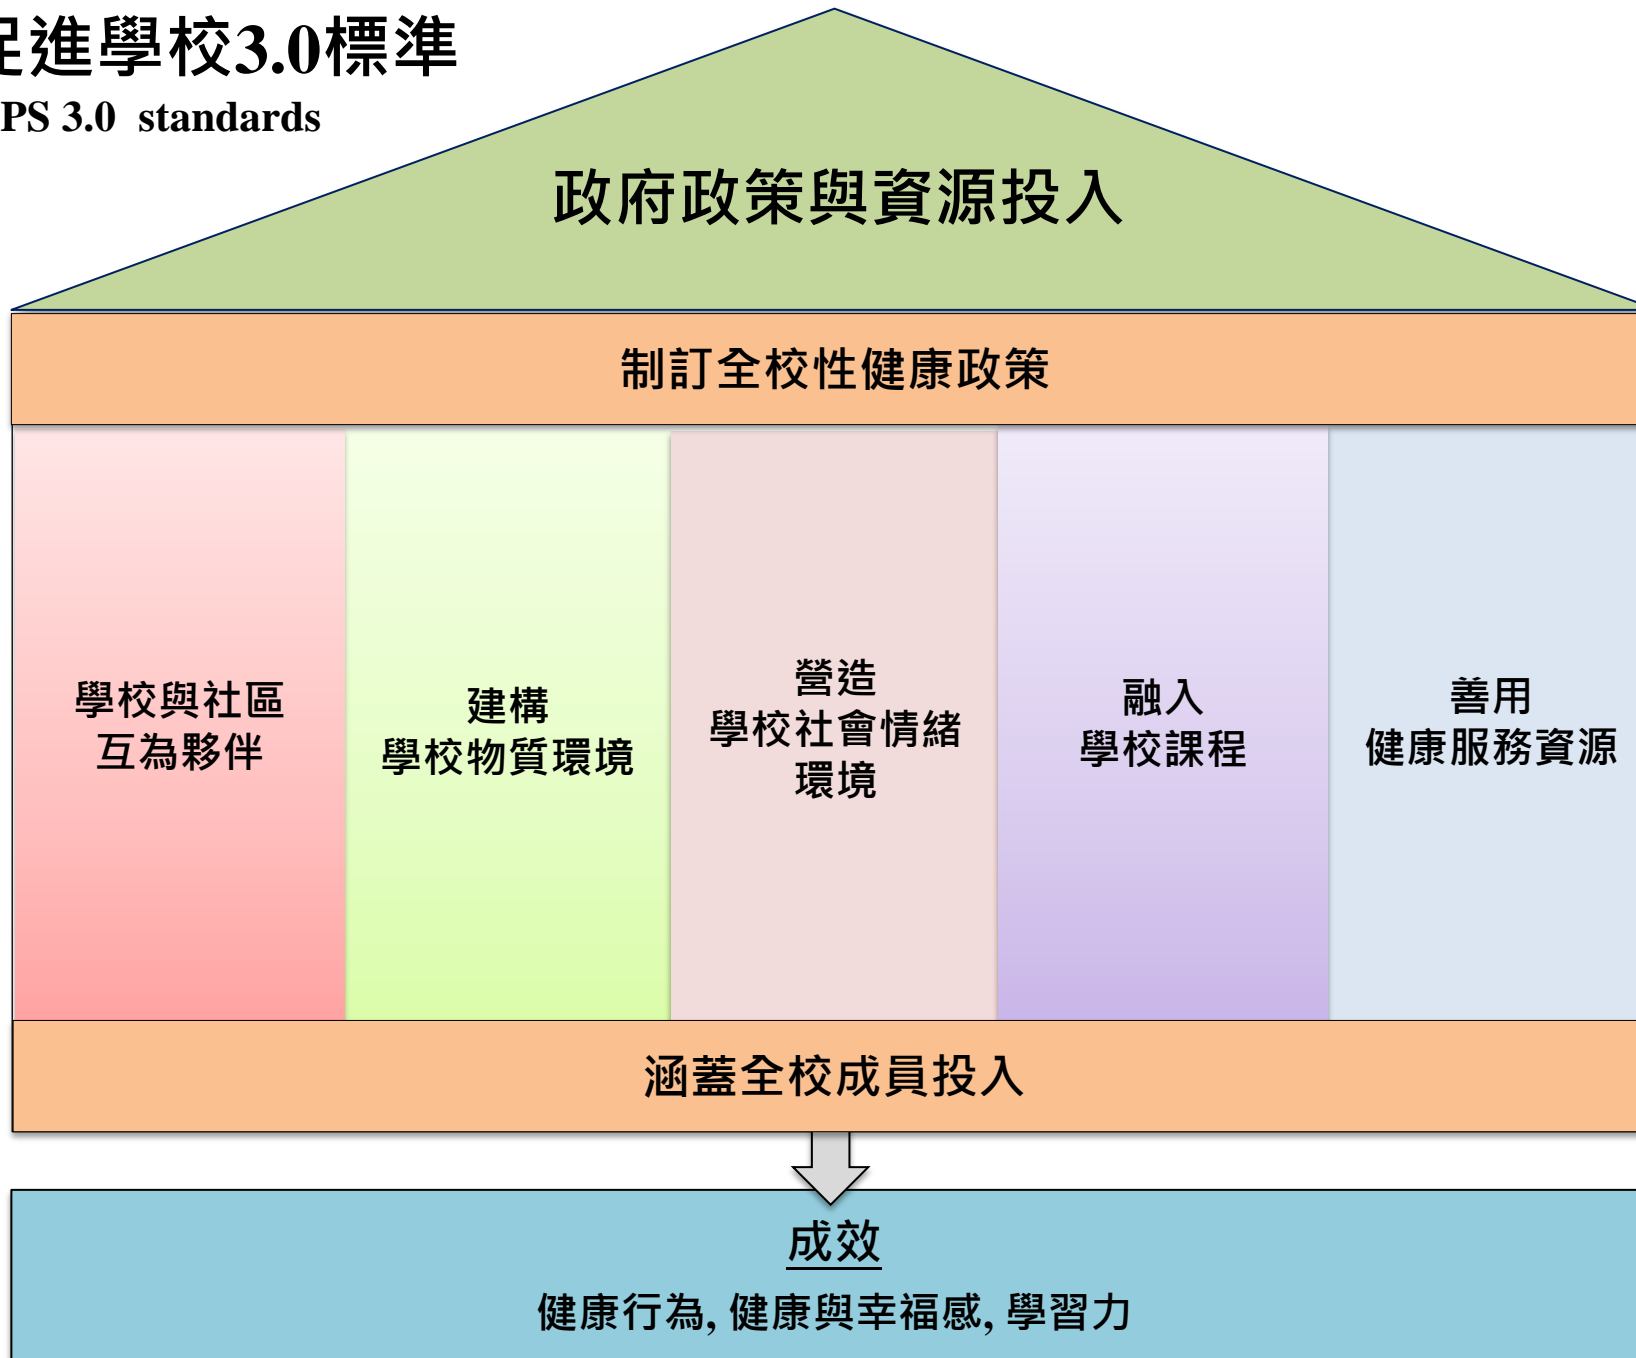 促進學校3.0標準
PS 3.0 standards
政府政策與資源投入
制訂全校性健康政策
學校與社區
互為夥伴
建構
學校物質環境
營造
學校社會情緒
環境
融入
學校課程
善用
健康服務資源
涵蓋全校成員投入
成效
健康行為, 健康與幸福感, 學習力